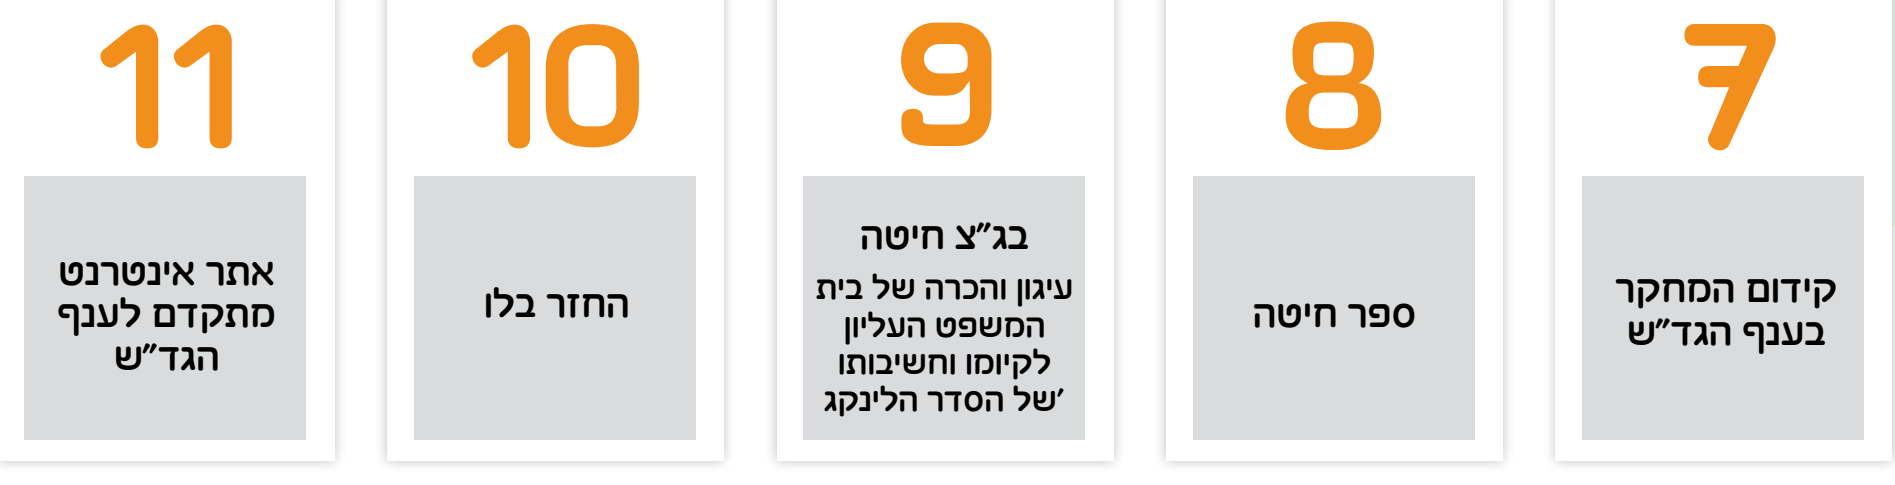 7
קידום המחקר
בענף הגד״ש
8
ספר חיטה
9
בג״צ חיטה
עיגון והכרה של בית
המשפט העליון
לקיומו וחשיבותו
׳של הסדר הלינקג
10
החזר בלו
11
אתר אינטרנט
מתקדם לענף
הגד״ש